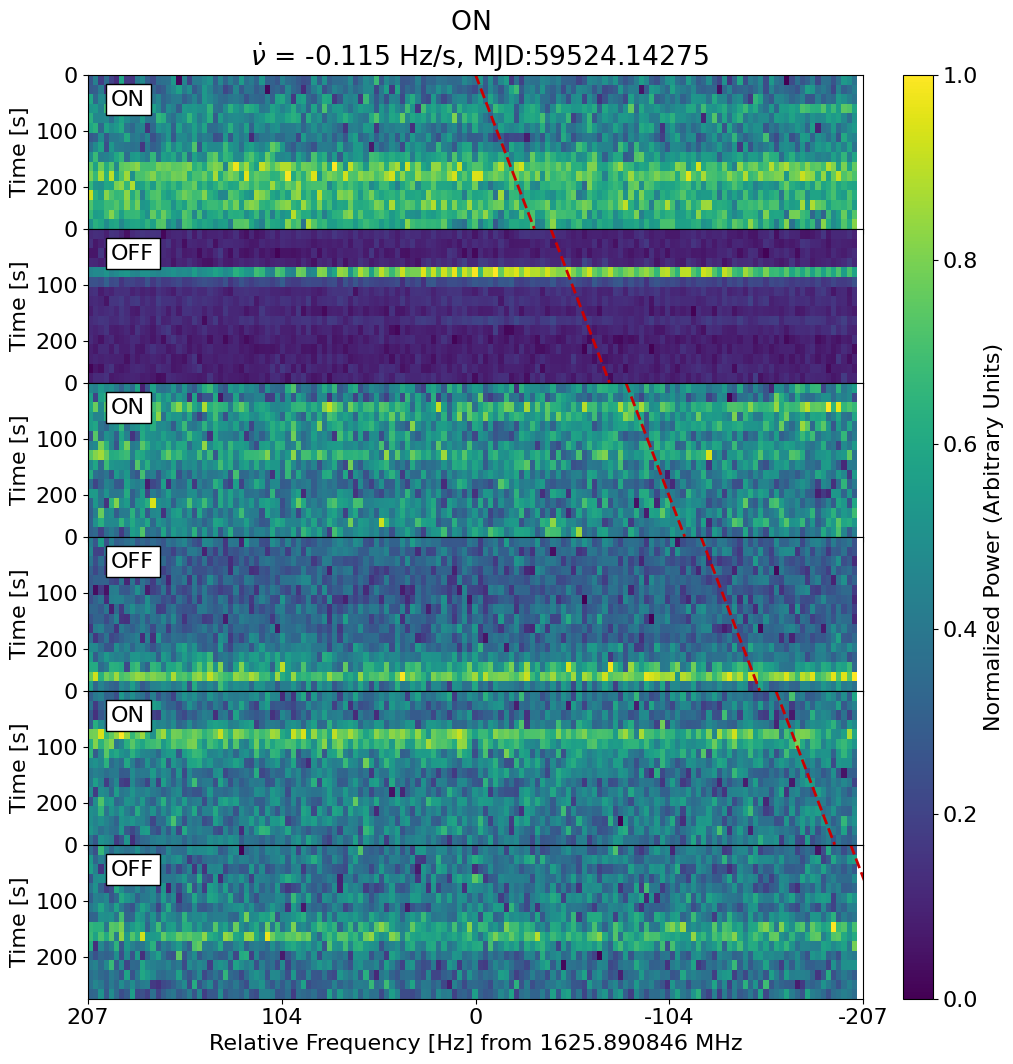 ON
ν̇ = -0.115 Hz/s, MJD:59524.14275
0
ON
100
200
Time [s]
0
OFF
100
200
Time [s]
0
ON
100
200
Time [s]
0
OFF
100
200
Time [s]
0
ON
100
200
Time [s]
0
OFF
100
200
Time [s]
207 104 0 -104 -207
Relative Frequency [Hz] from 1625.890846 MHz
1.0
0.8
0.6
0.4
0.2
0.0
Normalized Power (Arbitrary Units)